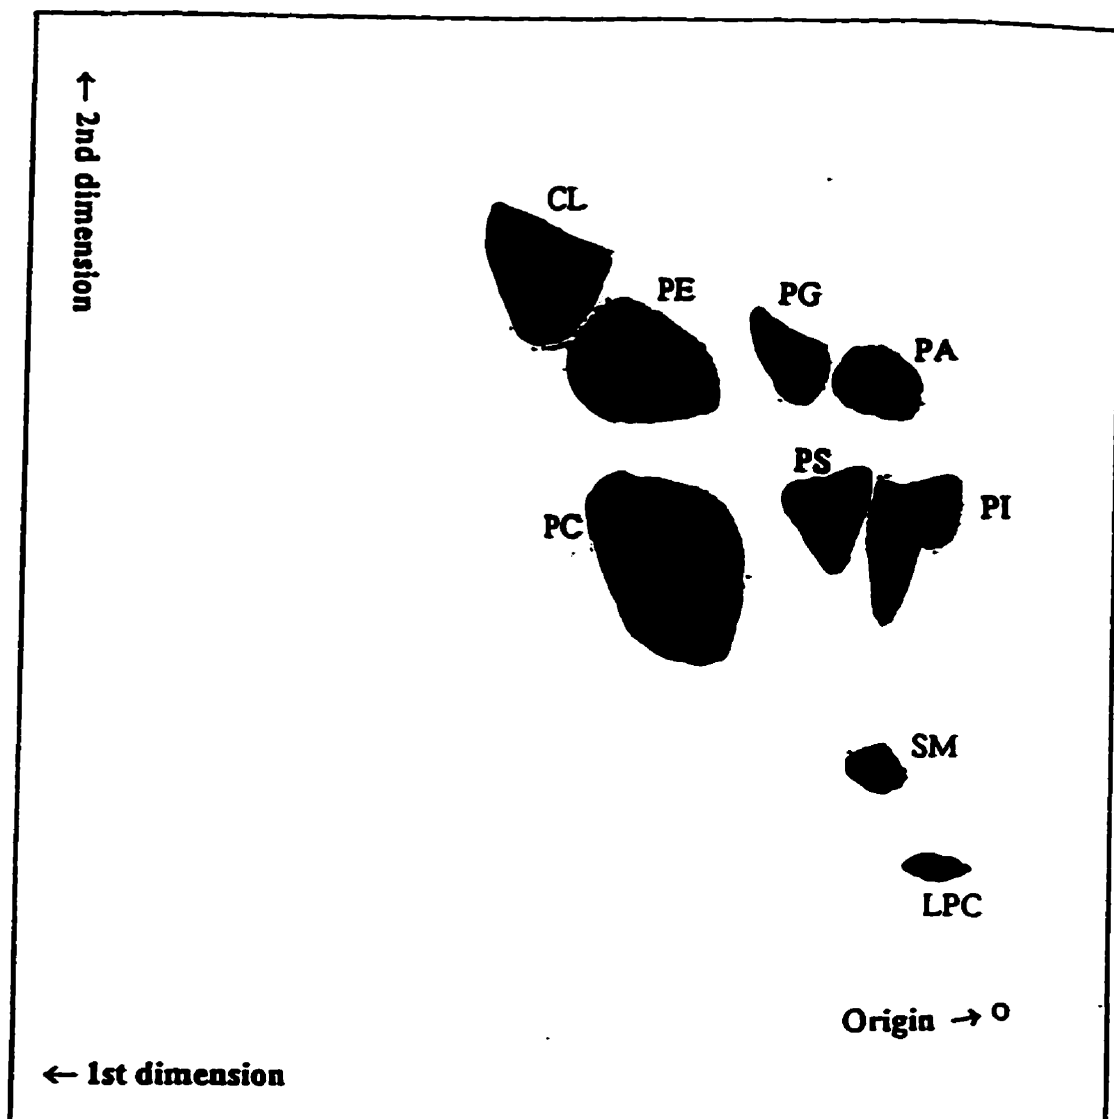 ← 2nd dimension
CL
PE
PG
PA
PS
PC
PI
SM
LPC
Origin → o
← 1st dimension